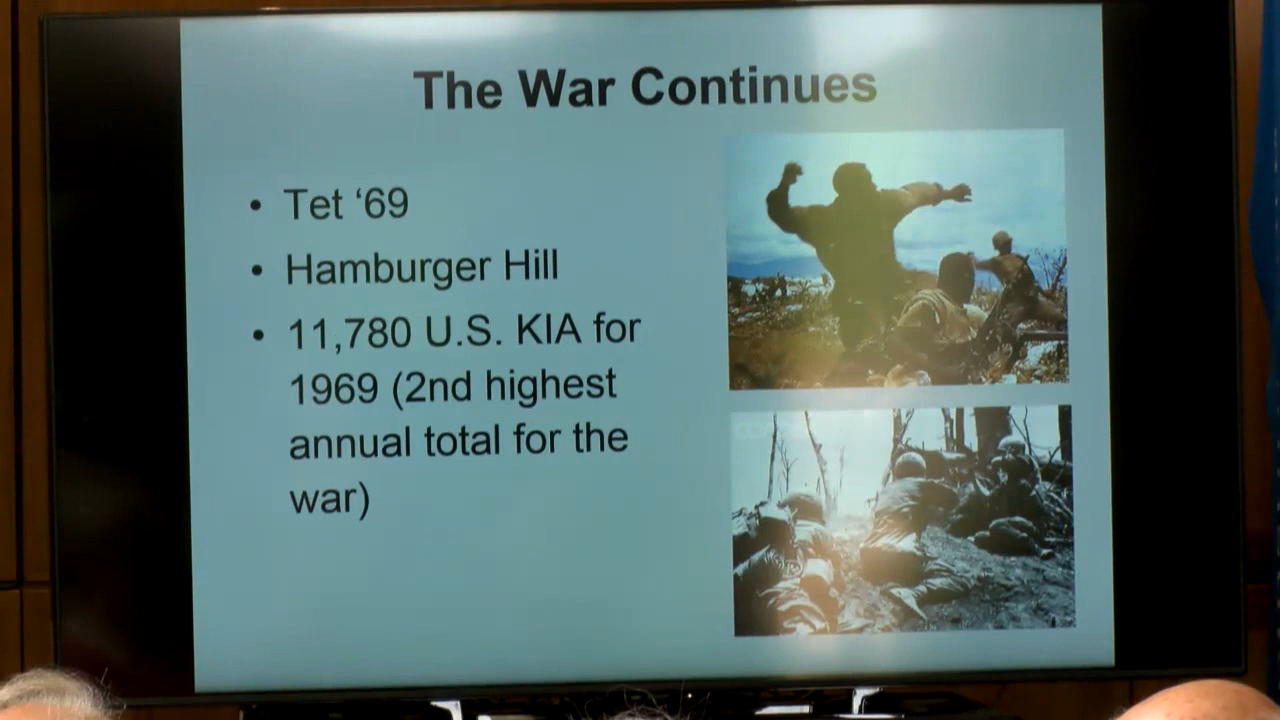 The War Continues
• Tet ‘69
• Hamburger Hill
• 11,780 U.S. KIA for
1969 (2nd highest
annual total for the
war)